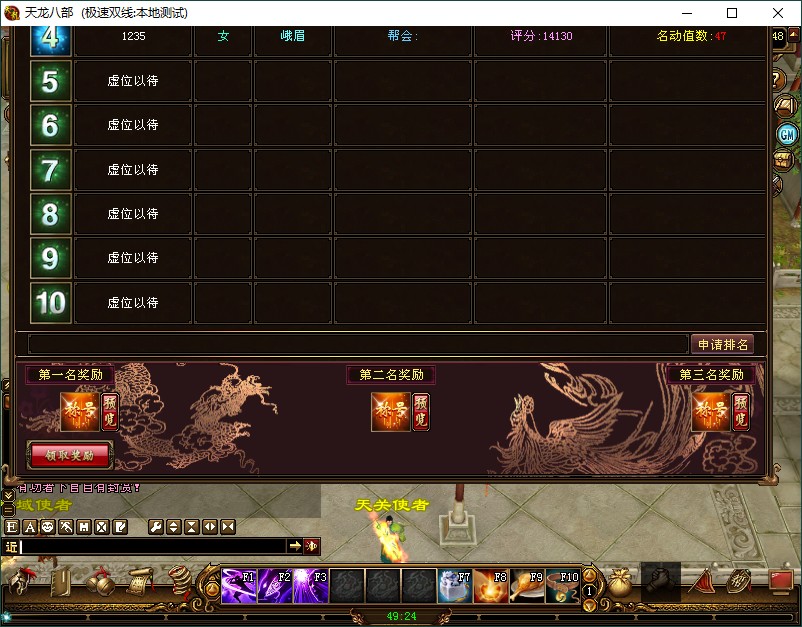 天龙八部 (极速双线:本地测试)
4 1235 女 峨眉 帮会: 评分:14130 名动值数:47 48
5 虚位以待
6 虚位以待
7 虚位以待
GM
8 虚位以待
9 虚位以待
10 虚位以待
申请排名
第一名奖励 第二名奖励 第三名奖励
称号 预览 称号 预览 称号 预览
领取奖励
域使者 天关使者
近
F1 F2 F3 F7 F8 F9 F10 1
49:24